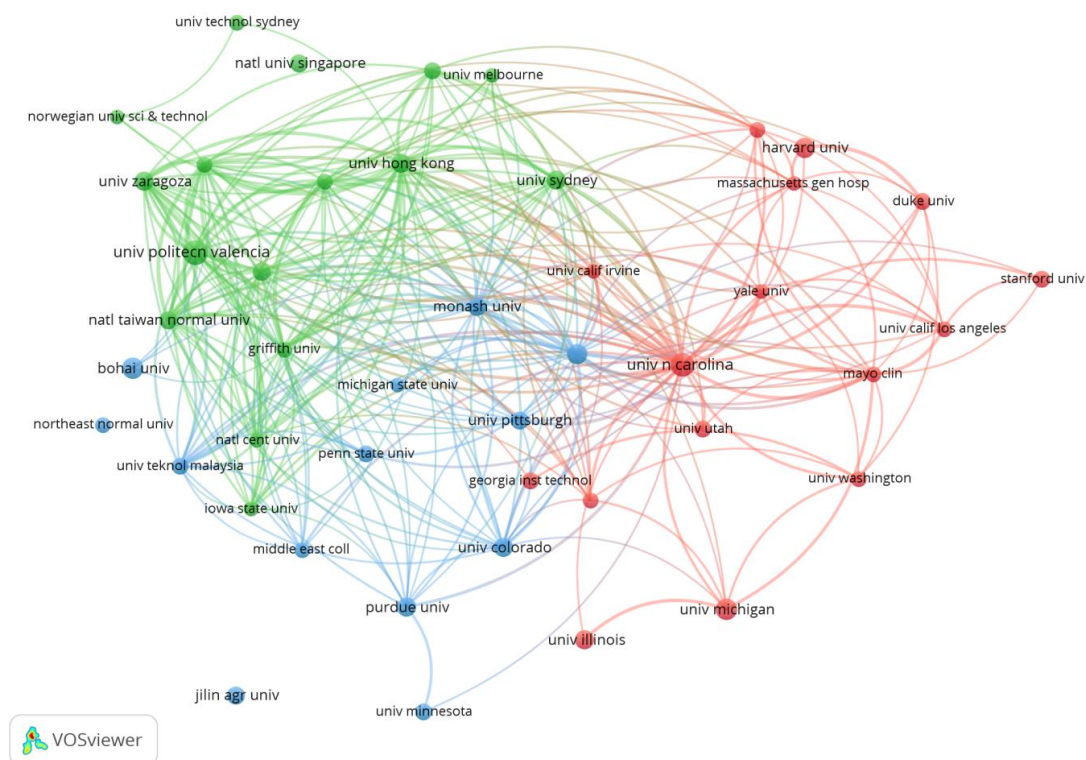 univ technol sydney
natl univ singapore
univ melbourne
norwegian univ sci & technol
harvard univ
univ hong kong
univ zaragoza
univ sydney
massachusetts gen hosp
duke univ
univ politecn valencia
univ calif irvine
stanford univ
yale univ
monash univ
natl taiwan normal univ
univ calif los angeles
griffith univ
univ n carolina
bohai univ
mayo clin
michigan state univ
univ pittsburgh
northeast normal univ
univ utah
natl cent univ
penn state univ
univ teknol malaysia
georgia inst technol
univ washington
iowa state univ
middle east coll
univ colorado
purdue univ
univ michigan
univ illinois
jilin agr univ
univ minnesota
VOSviewer